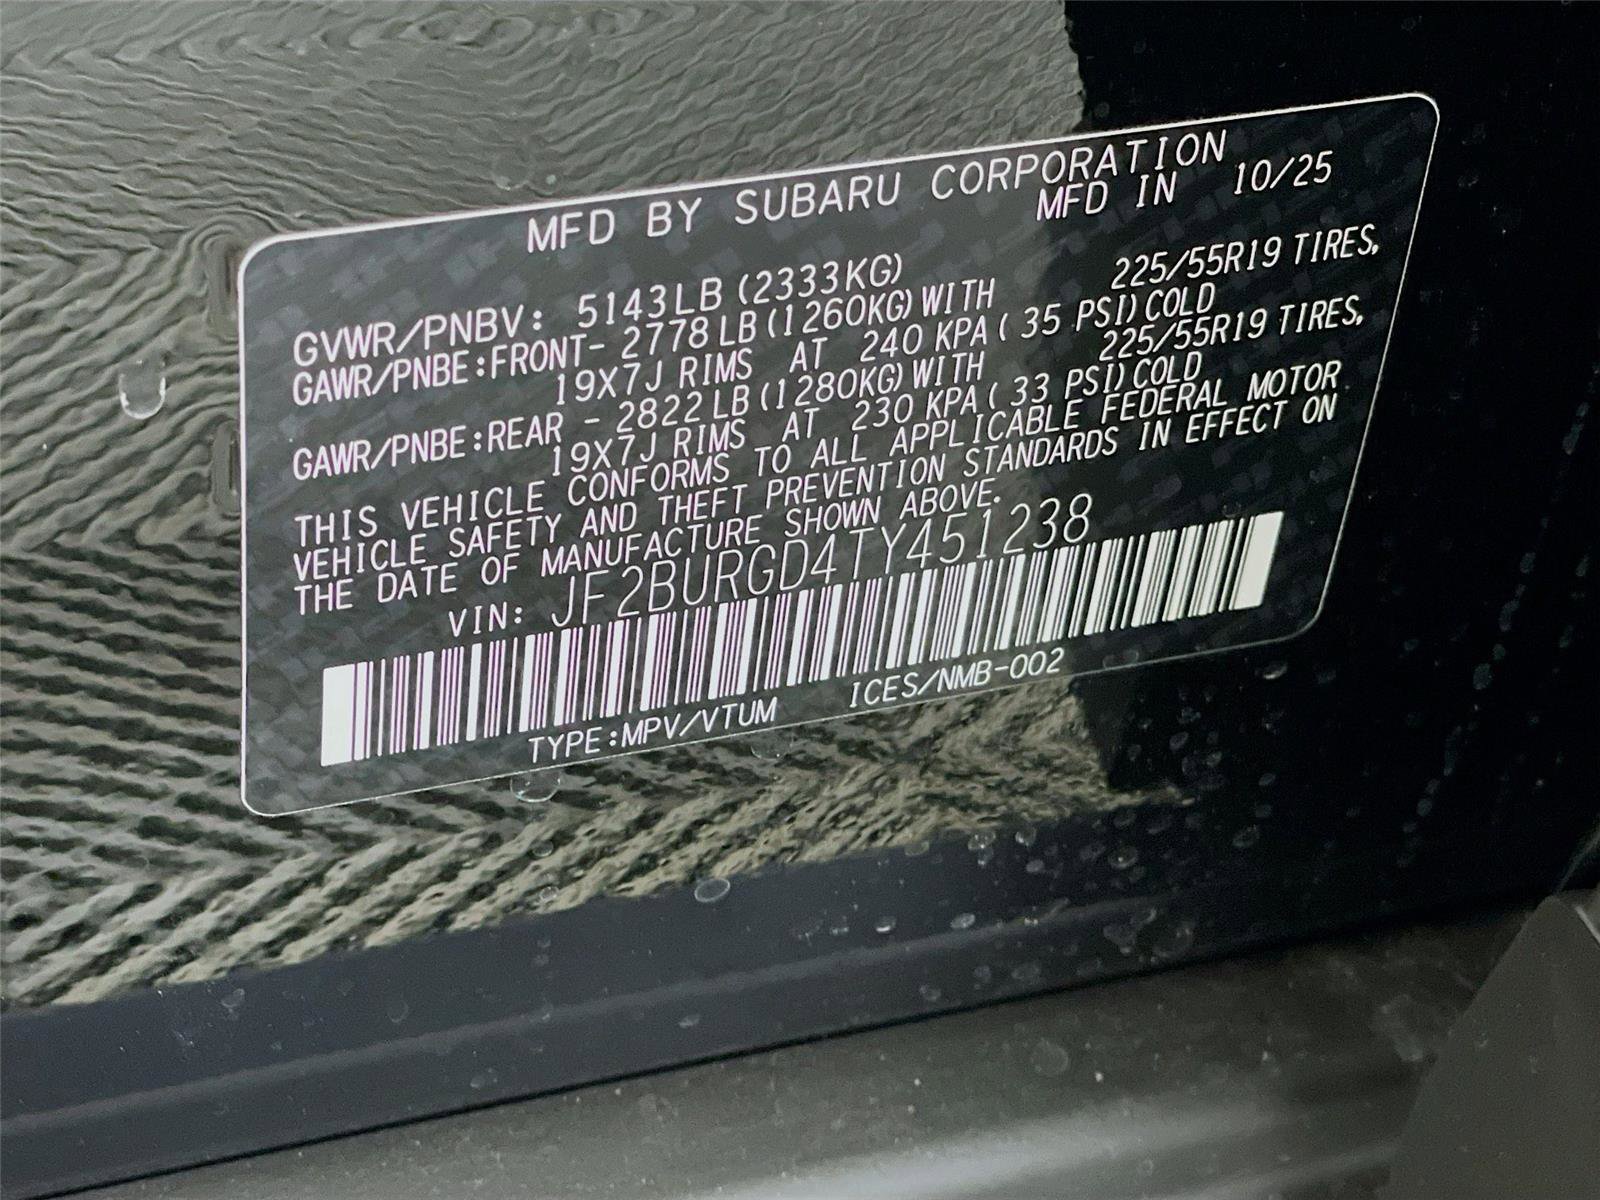 MFD BY SUBARU CORPORATION
MFD IN 10/25
GVWR/PNBV: 5143LB (2333KG)
GAWR/PNBE:FRONT- 2778LB (1260KG) WITH 225/55R19 TIRES,
19X7J RIMS AT 240 KPA ( 35 PSI) COLD
GAWR/PNBE:REAR - 2822LB (1280KG) WITH 225/55R19 TIRES,
19X7J RIMS AT 230 KPA ( 33 PSI) COLD
THIS VEHICLE CONFORMS TO ALL APPLICABLE FEDERAL MOTOR
VEHICLE SAFETY AND THEFT PREVENTION STANDARDS IN EFFECT ON
THE DATE OF MANUFACTURE SHOWN ABOVE.
VIN: JF2BURGD4TY451238
TYPE:MPV/VTUM ICES/NMB-002